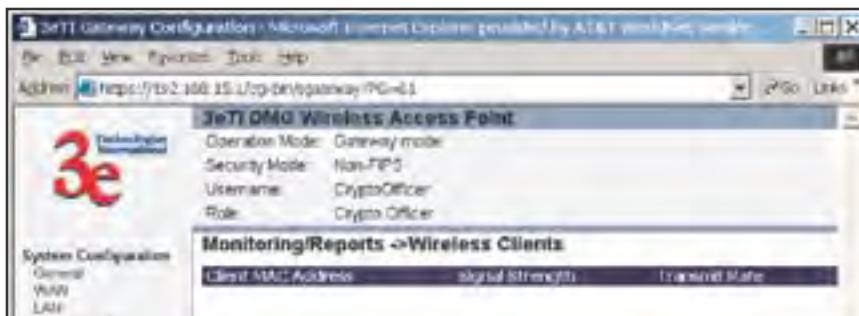 3eTI Gateway Configuration - Microsoft Internet Explorer provided by AT&T WorldNet Service
File Edit View Favorites Tools Help
Address https://192.168.15.1/cgi-bin/sgateway?PG=61 Go Links
3e Technologies
3eTI DMG Wireless Access Point
Operation Mode: Gateway mode
Security Mode: Non-FIPS
Username: CryptoOfficer
Role: Crypto Officer
System Configuration
General
WAN
LAN
Monitoring/Reports ->Wireless Clients
Client MAC Address Signal Strength Transmit Rate